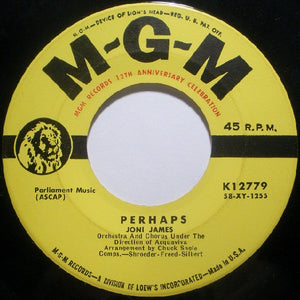 M-G-M—DEVICE OF LION'S HEAD—REG. U.S. PAT. OFF.
M-G-M
MGM RECORDS 12TH ANNIVERSARY CELEBRATION
45 R.P.M.
Parliament Music
(ASCAP)
K12779
58-XY-1255
PERHAPS
JONI JAMES
Orchestra And Chorus Under The
Direction of Acquaviva
Arrangement by Chuck Sagle
Comps.-Shroeder-Freed-Silbert
M-G-M RECORDS—A DIVISION OF LOEW'S INCORPORATED—Made in U.S.A.